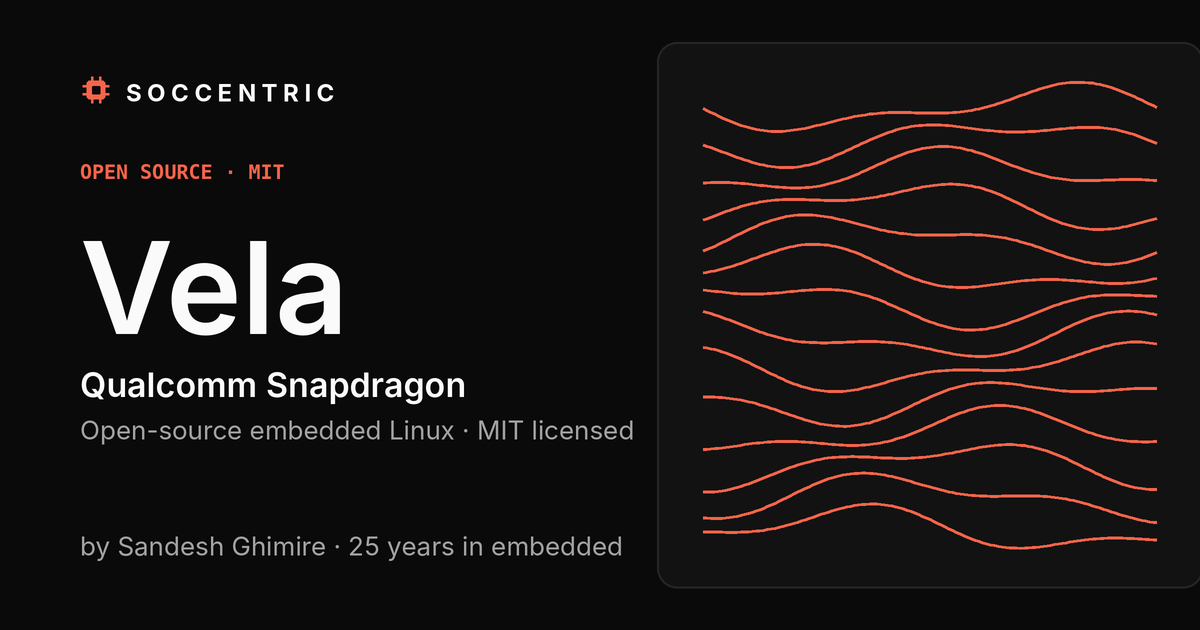 SOCCENTRIC
OPEN SOURCE · MIT
Vela
Qualcomm Snapdragon
Open-source embedded Linux · MIT licensed
by Sandesh Ghimire · 25 years in embedded